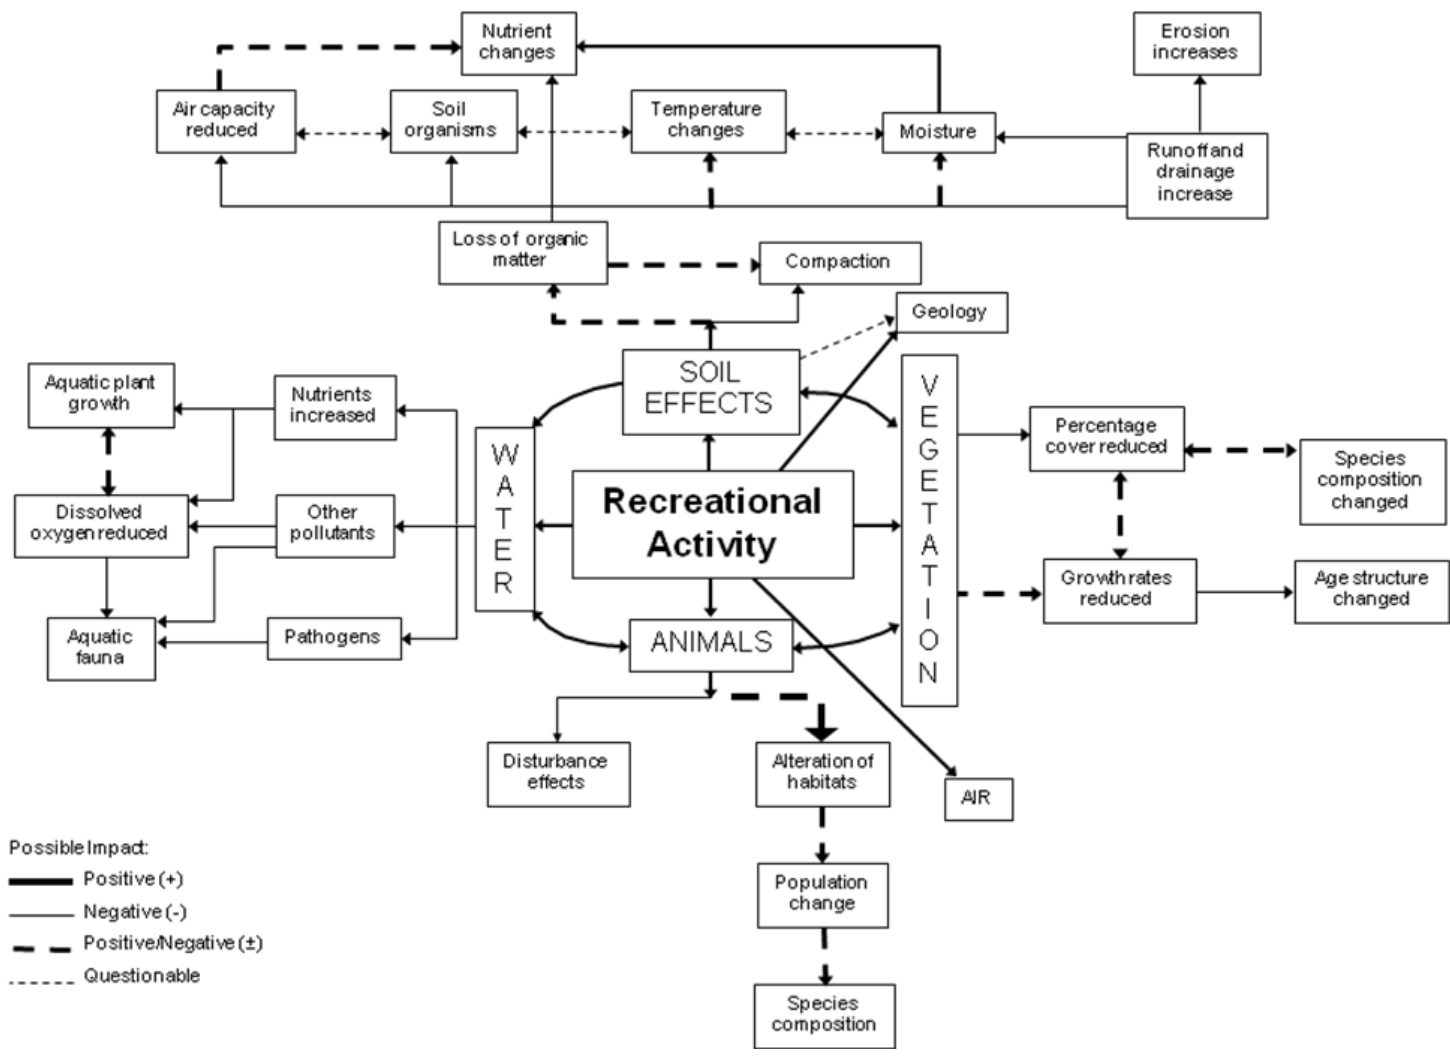 Nutrient
changes
Erosion
increases
Air capacity
reduced
Soil
organisms
Temperature
changes
Moisture
Runoff and
drainage
increase
Loss of organic
matter
Compaction
Geology
SOIL
EFFECTS
VEGETATION
Aquatic plant
growth
Nutrients
increased
WATER
Percentage
cover reduced
Species
composition
changed
Recreational
Activity
Dissolved
oxygen reduced
Other
pollutants
Growth rates
reduced
Age structure
changed
Aquatic
fauna
Pathogens
ANIMALS
Disturbance
effects
Alteration of
habitats
AIR
Possible Impact:
Positive (+)
Negative (-)
Positive/Negative (±)
Questionable
Population
change
Species
composition